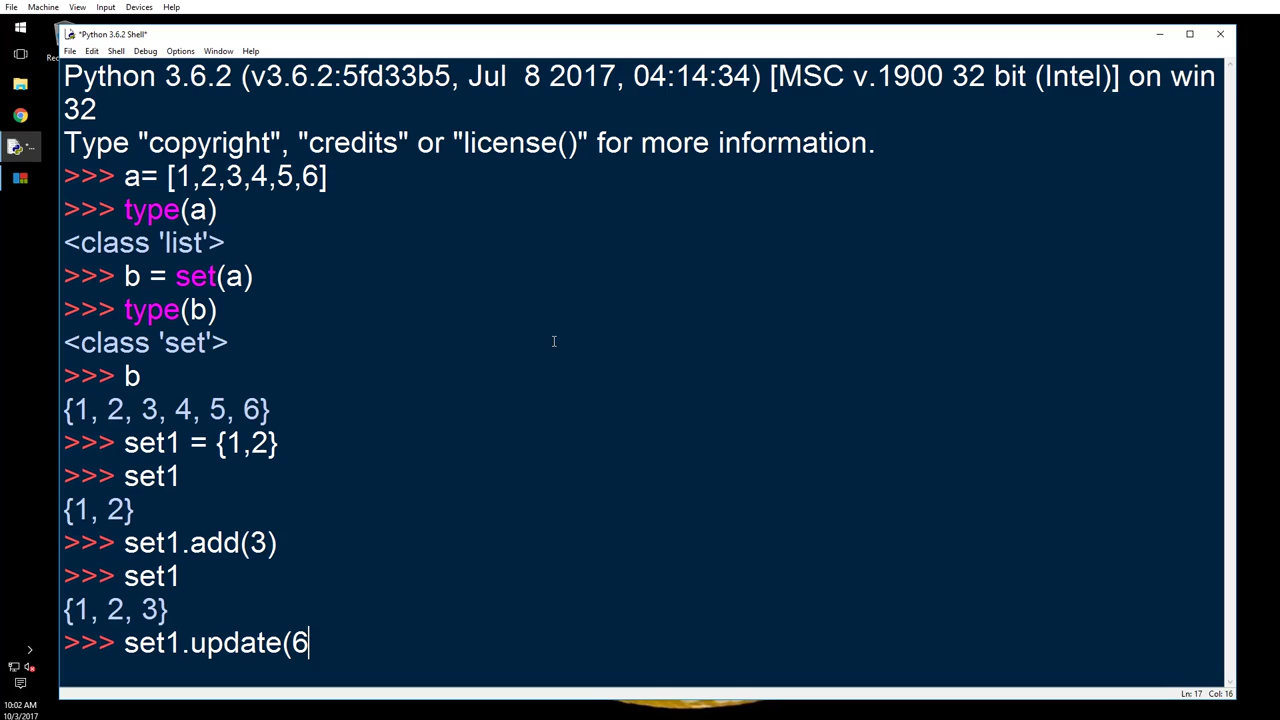 File Machine View Input Devices Help
*Python 3.6.2 Shell*
File Edit Shell Debug Options Window Help
Python 3.6.2 (v3.6.2:5fd33b5, Jul  8 2017, 04:14:34) [MSC v.1900 32 bit (Intel)] on win
32
Type "copyright", "credits" or "license()" for more information.
>>> a= [1,2,3,4,5,6]
>>> type(a)
<class 'list'>
>>> b = set(a)
>>> type(b)
<class 'set'>
>>> b
{1, 2, 3, 4, 5, 6}
>>> set1 = {1,2}
>>> set1
{1, 2}
>>> set1.add(3)
>>> set1
{1, 2, 3}
>>> set1.update(6
Ln: 17 Col: 16
10:02 AM
10/3/2017